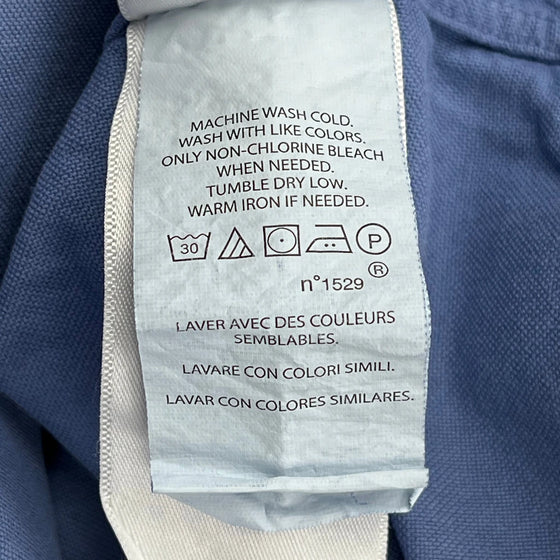 MACHINE WASH COLD.
WASH WITH LIKE COLORS.
ONLY NON-CHLORINE BLEACH
WHEN NEEDED.
TUMBLE DRY LOW.
WARM IRON IF NEEDED.
30 P
n°1529 ®
LAVER AVEC DES COULEURS
SEMBLABLES.
LAVARE CON COLORI SIMILI.
LAVAR CON COLORES SIMILARES.